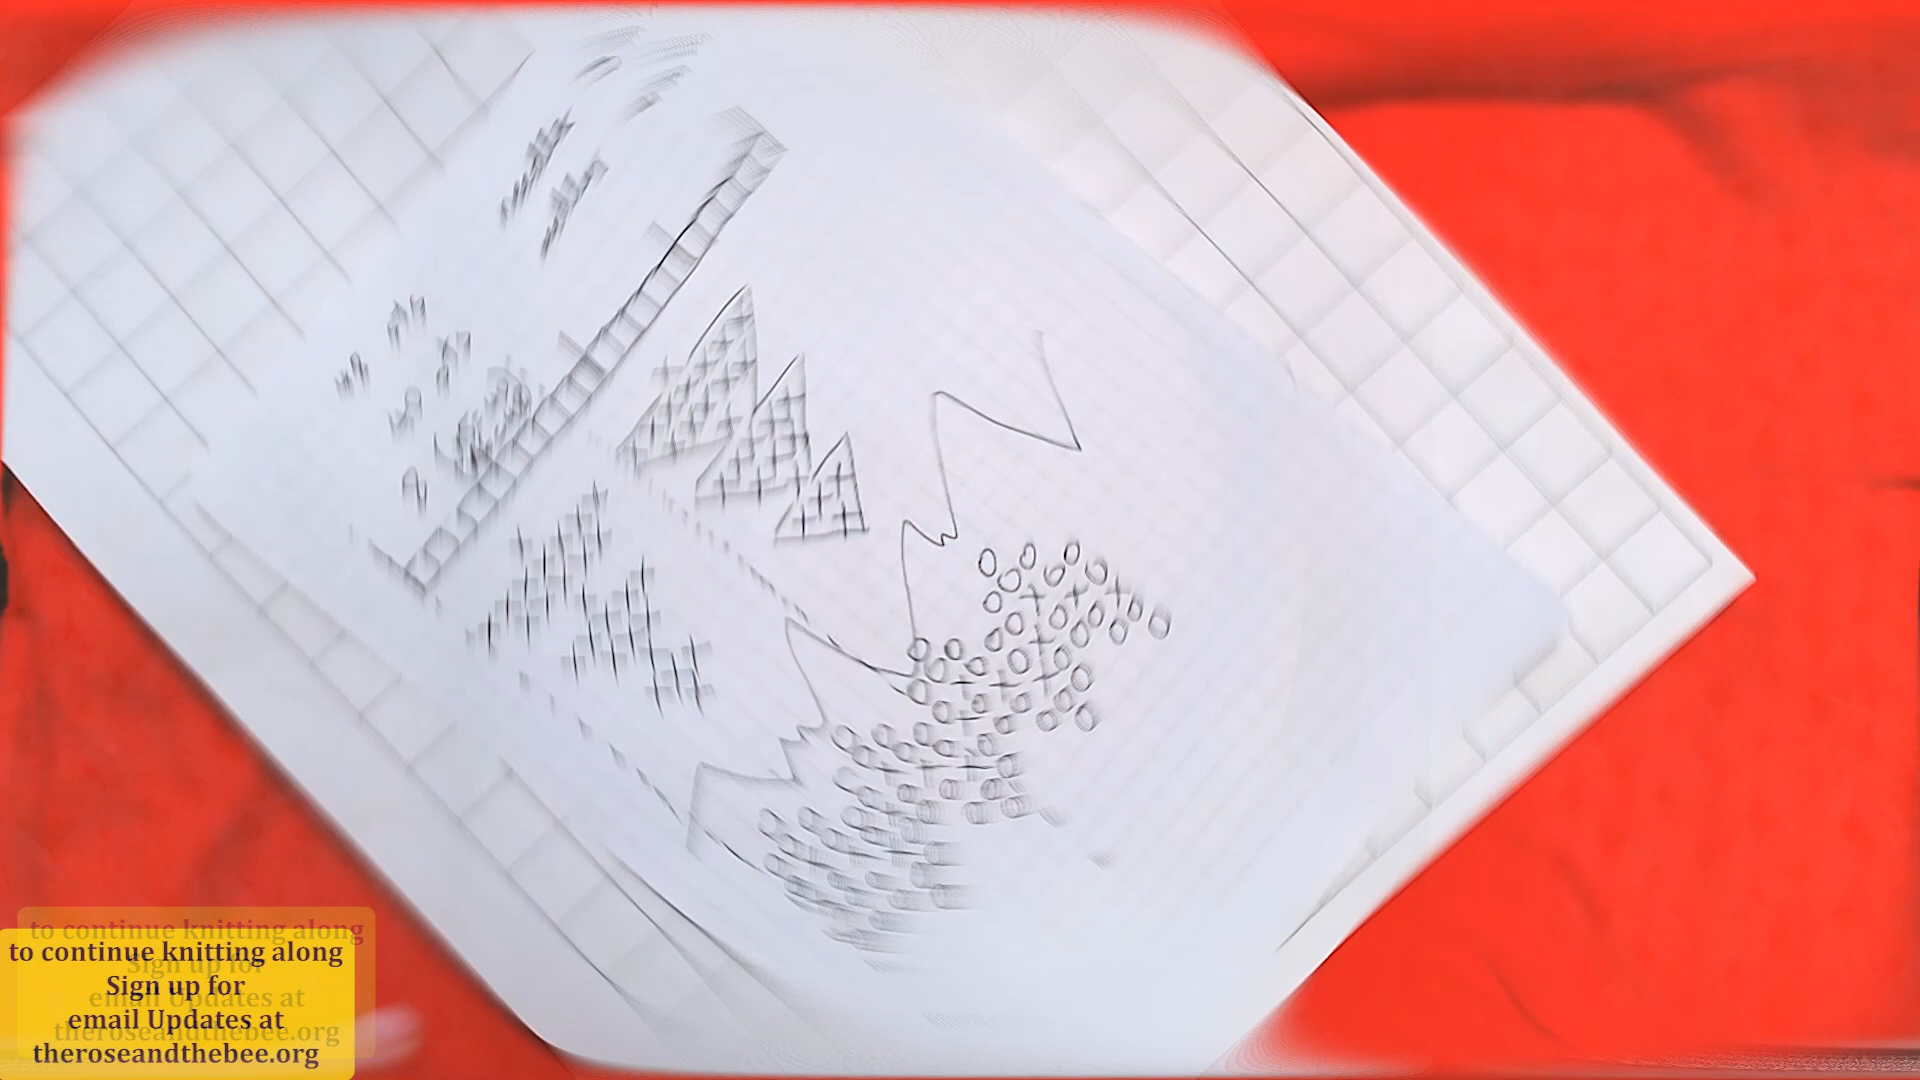 to continue knitting along
Sign up for
email Updates at
theroseandthebee.org